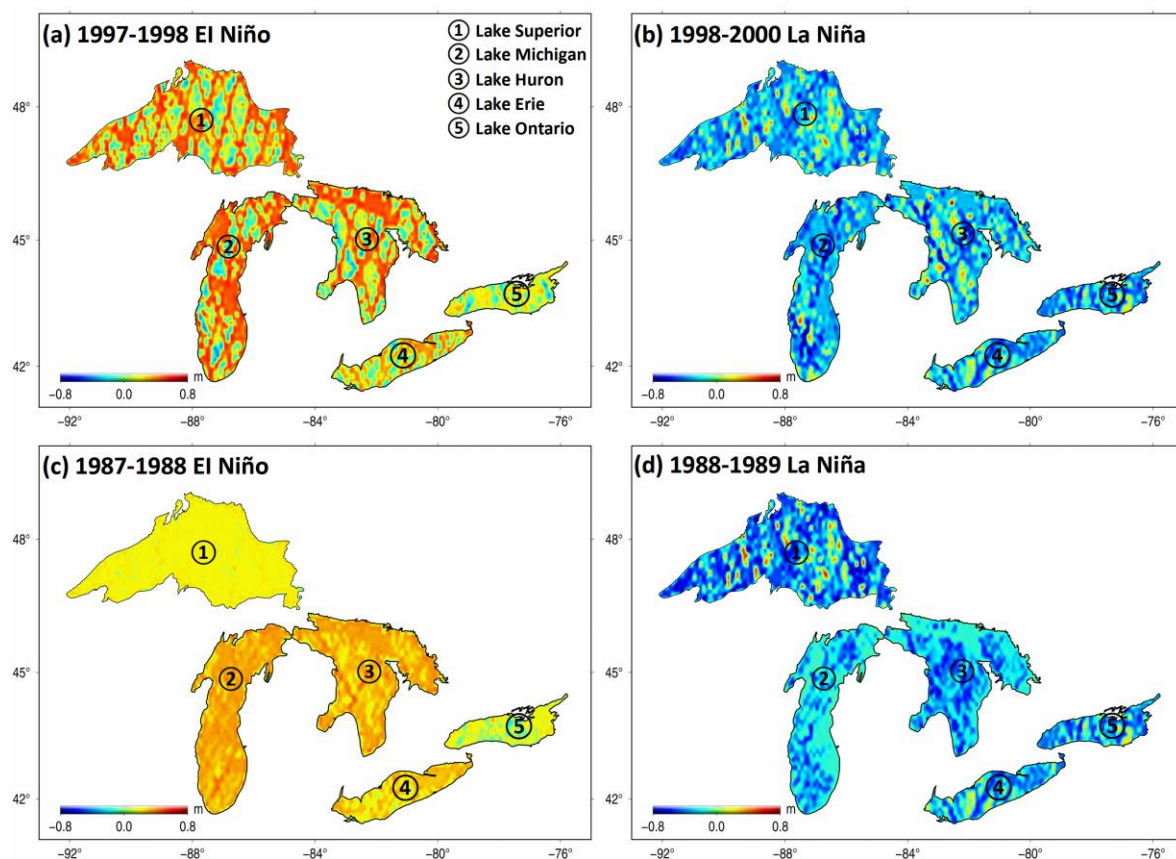 (a) 1997-1998 El Niño
① Lake Superior
② Lake Michigan
③ Lake Huron
④ Lake Erie
⑤ Lake Ontario
48°
45°
42°
1
2
3
4
5
m
−0.8 0.0 0.8
−92 −88° −84° −80° −76°
(b) 1998-2000 La Niña
48°
45°
42°
1
2
3
4
5
m
−0.8 0.0 0.8
−92° −88° −84° −80° −76°
(c) 1987-1988 El Niño
48°
45°
42°
1
2
3
4
5
m
−0.8 0.0 0.8
−92° −88° −84° −80° −76°
(d) 1988-1989 La Niña
48°
45°
42°
1
2
3
4
5
m
−0.8 0.0 0.8
−92° −88° −84° −80° −76°